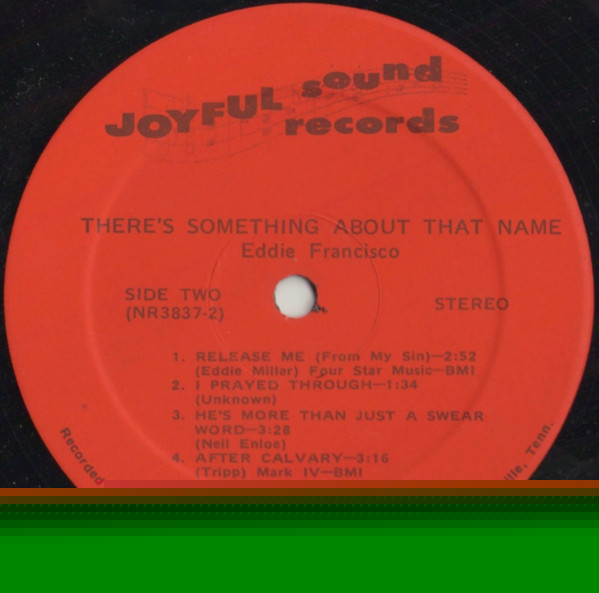 JOYFUL sound
records
THERE'S SOMETHING ABOUT THAT NAME
Eddie Francisco
SIDE TWO
(NR3837-2)
STEREO
1. RELEASE ME (From My Sin)—2:52
(Eddie Miller) Four Star Music—BMI
2. I PRAYED THROUGH—1:34
(Unknown)
3. HE'S MORE THAN JUST A SWEAR
WORD—3:28
(Neil Enloe)
4. AFTER CALVARY—3:16
(Tripp) Mark IV—BMI
Recorded
Tenn.